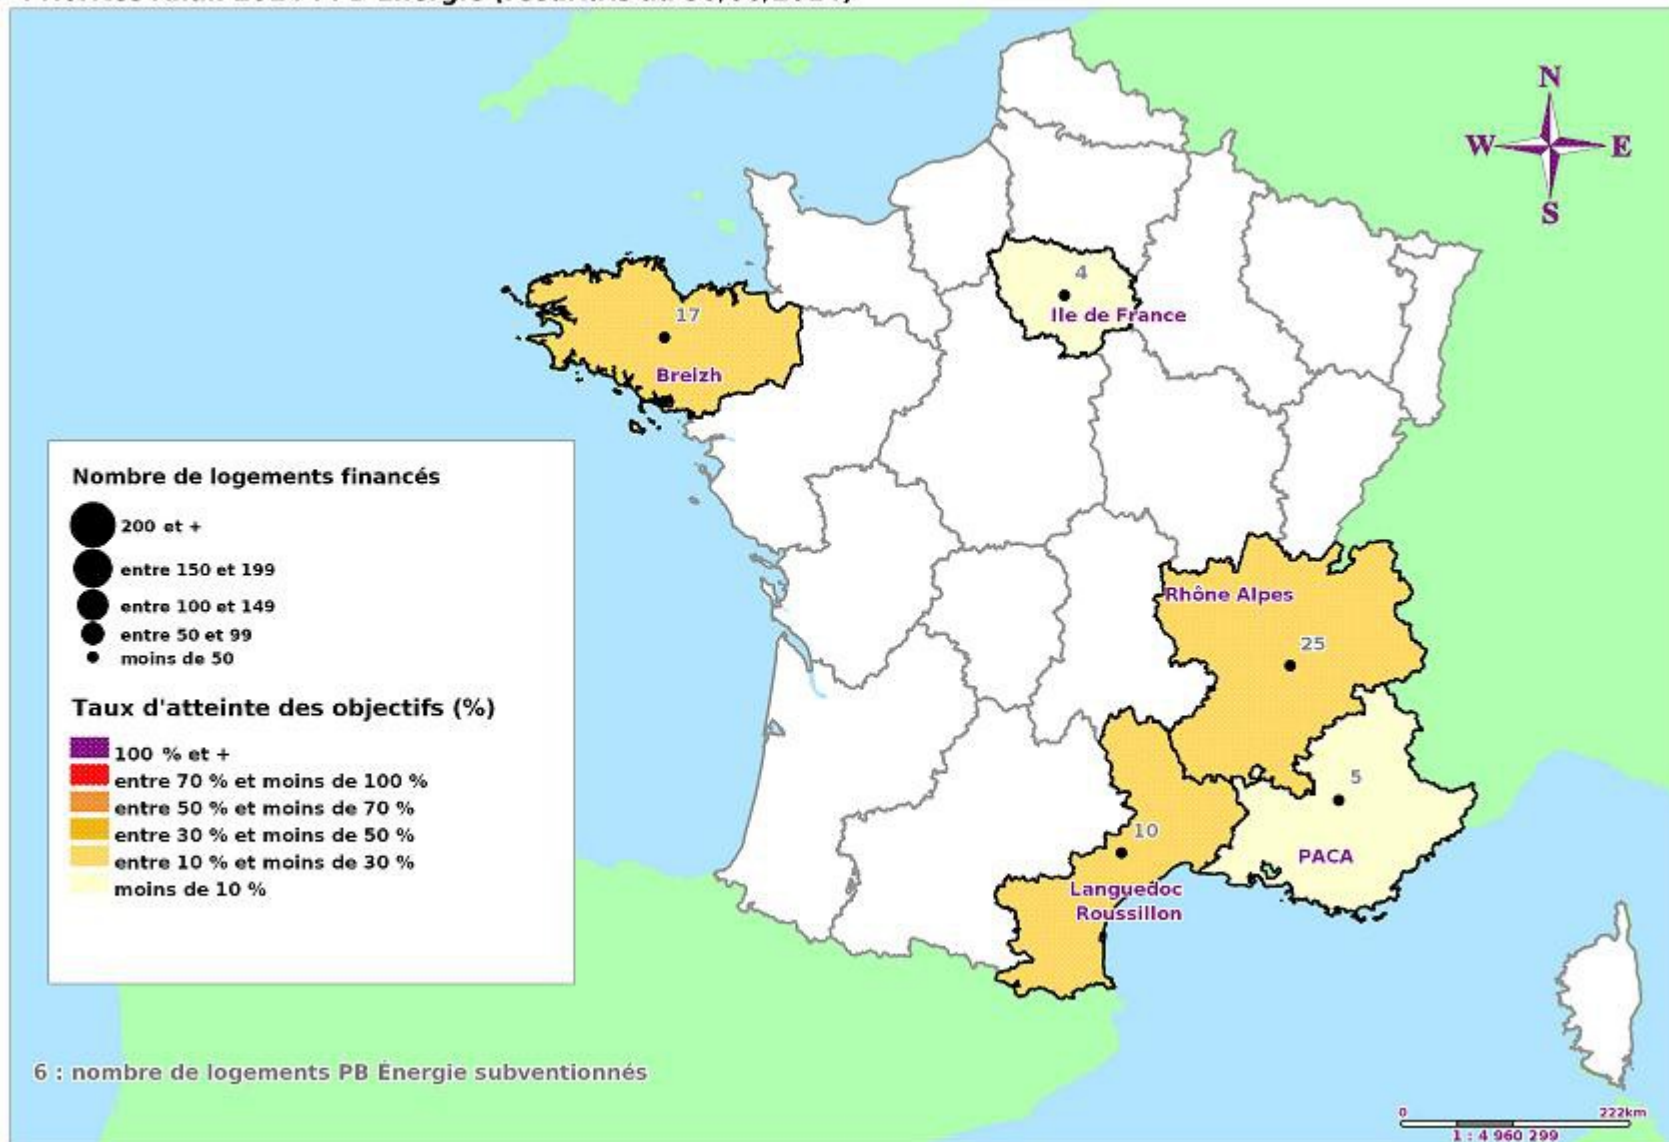 N
W E
S
4
Ile de France
17
Breizh
Nombre de logements financés
200 et +
entre 150 et 199
entre 100 et 149
entre 50 et 99
moins de 50
Rhône Alpes
25
Taux d'atteinte des objectifs (%)
100 % et +
entre 70 % et moins de 100 %
entre 50 % et moins de 70 %
entre 30 % et moins de 50 %
entre 10 % et moins de 30 %
moins de 10 %
5
10
PACA
Languedoc
Roussillon
6 : nombre de logements PB Énergie subventionnés
0 222km
1 : 4 960 299